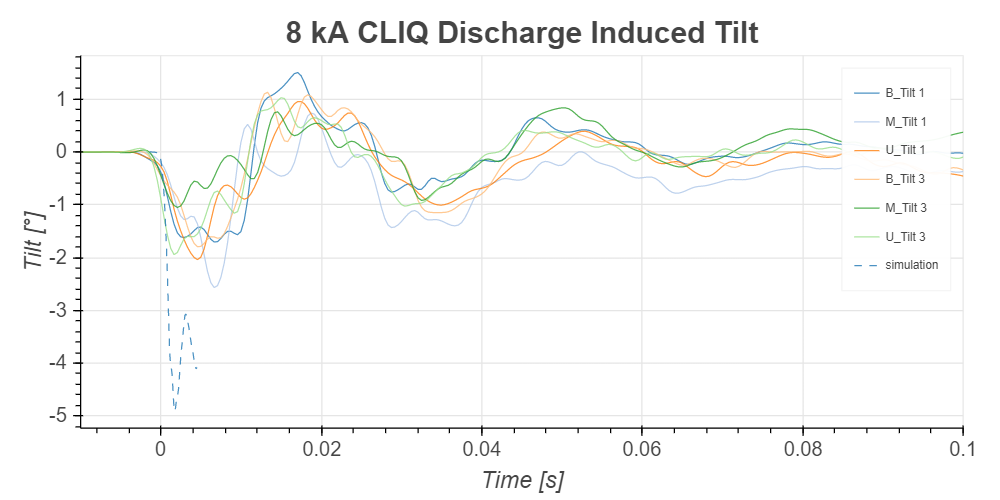 8 kA CLIQ Discharge Induced Tilt
Tilt [°]
1
0
-1
-2
-3
-4
-5
B_Tilt 1
M_Tilt 1
U_Tilt 1
B_Tilt 3
M_Tilt 3
U_Tilt 3
simulation
0
0.02
0.04
0.06
0.08
0.1
Time [s]